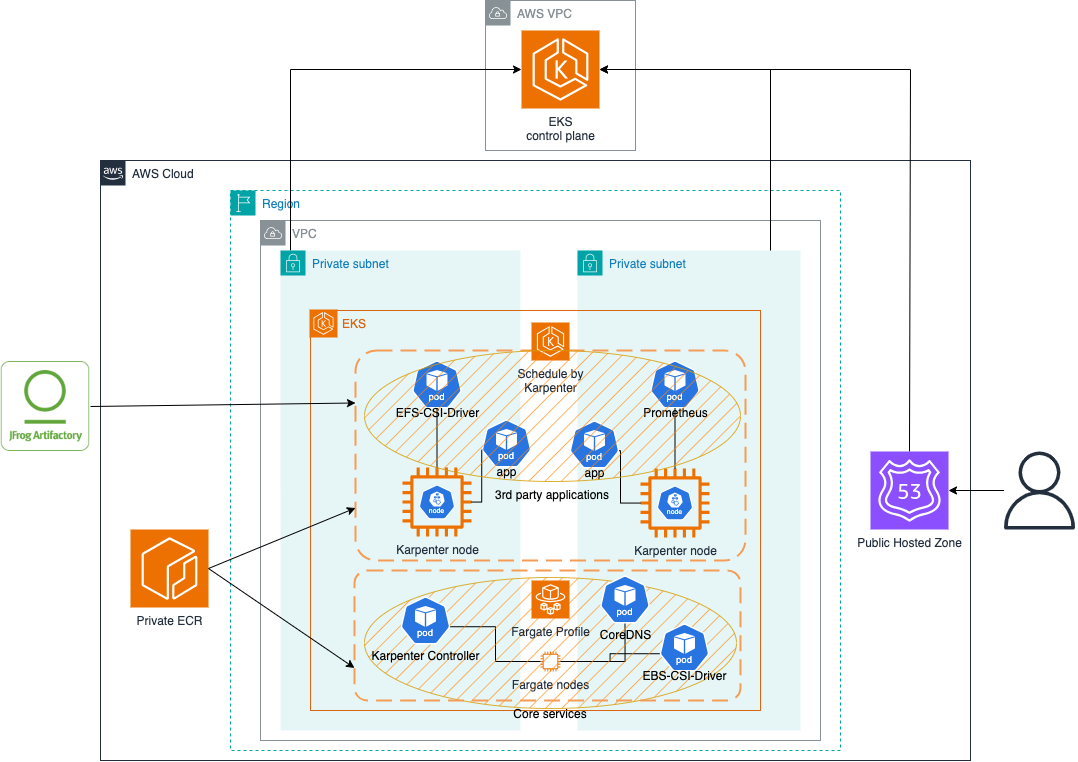 AWS VPC
K
EKS
control plane
aws
AWS Cloud
Region
VPC
Private subnet
Private subnet
K
EKS
K
Schedule by
Karpenter
pod
EFS-CSI-Driver
pod
Prometheus
pod
app
pod
app
3rd party applications
node
Karpenter node
node
Karpenter node
JFrog Artifactory
53
Public Hosted Zone
Private ECR
pod
Karpenter Controller
Fargate Profile
pod
CoreDNS
Fargate nodes
pod
EBS-CSI-Driver
Core services